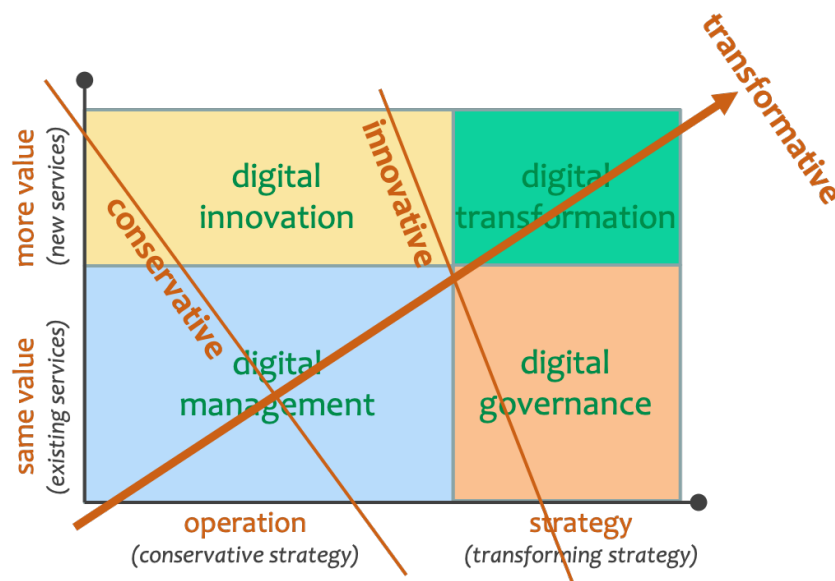 transformative
more value
(new services)
digital
innovation
innovative
digital
transformation
conservative
same value
(existing services)
digital
management
digital
governance
operation
(conservative strategy)
strategy
(transforming strategy)